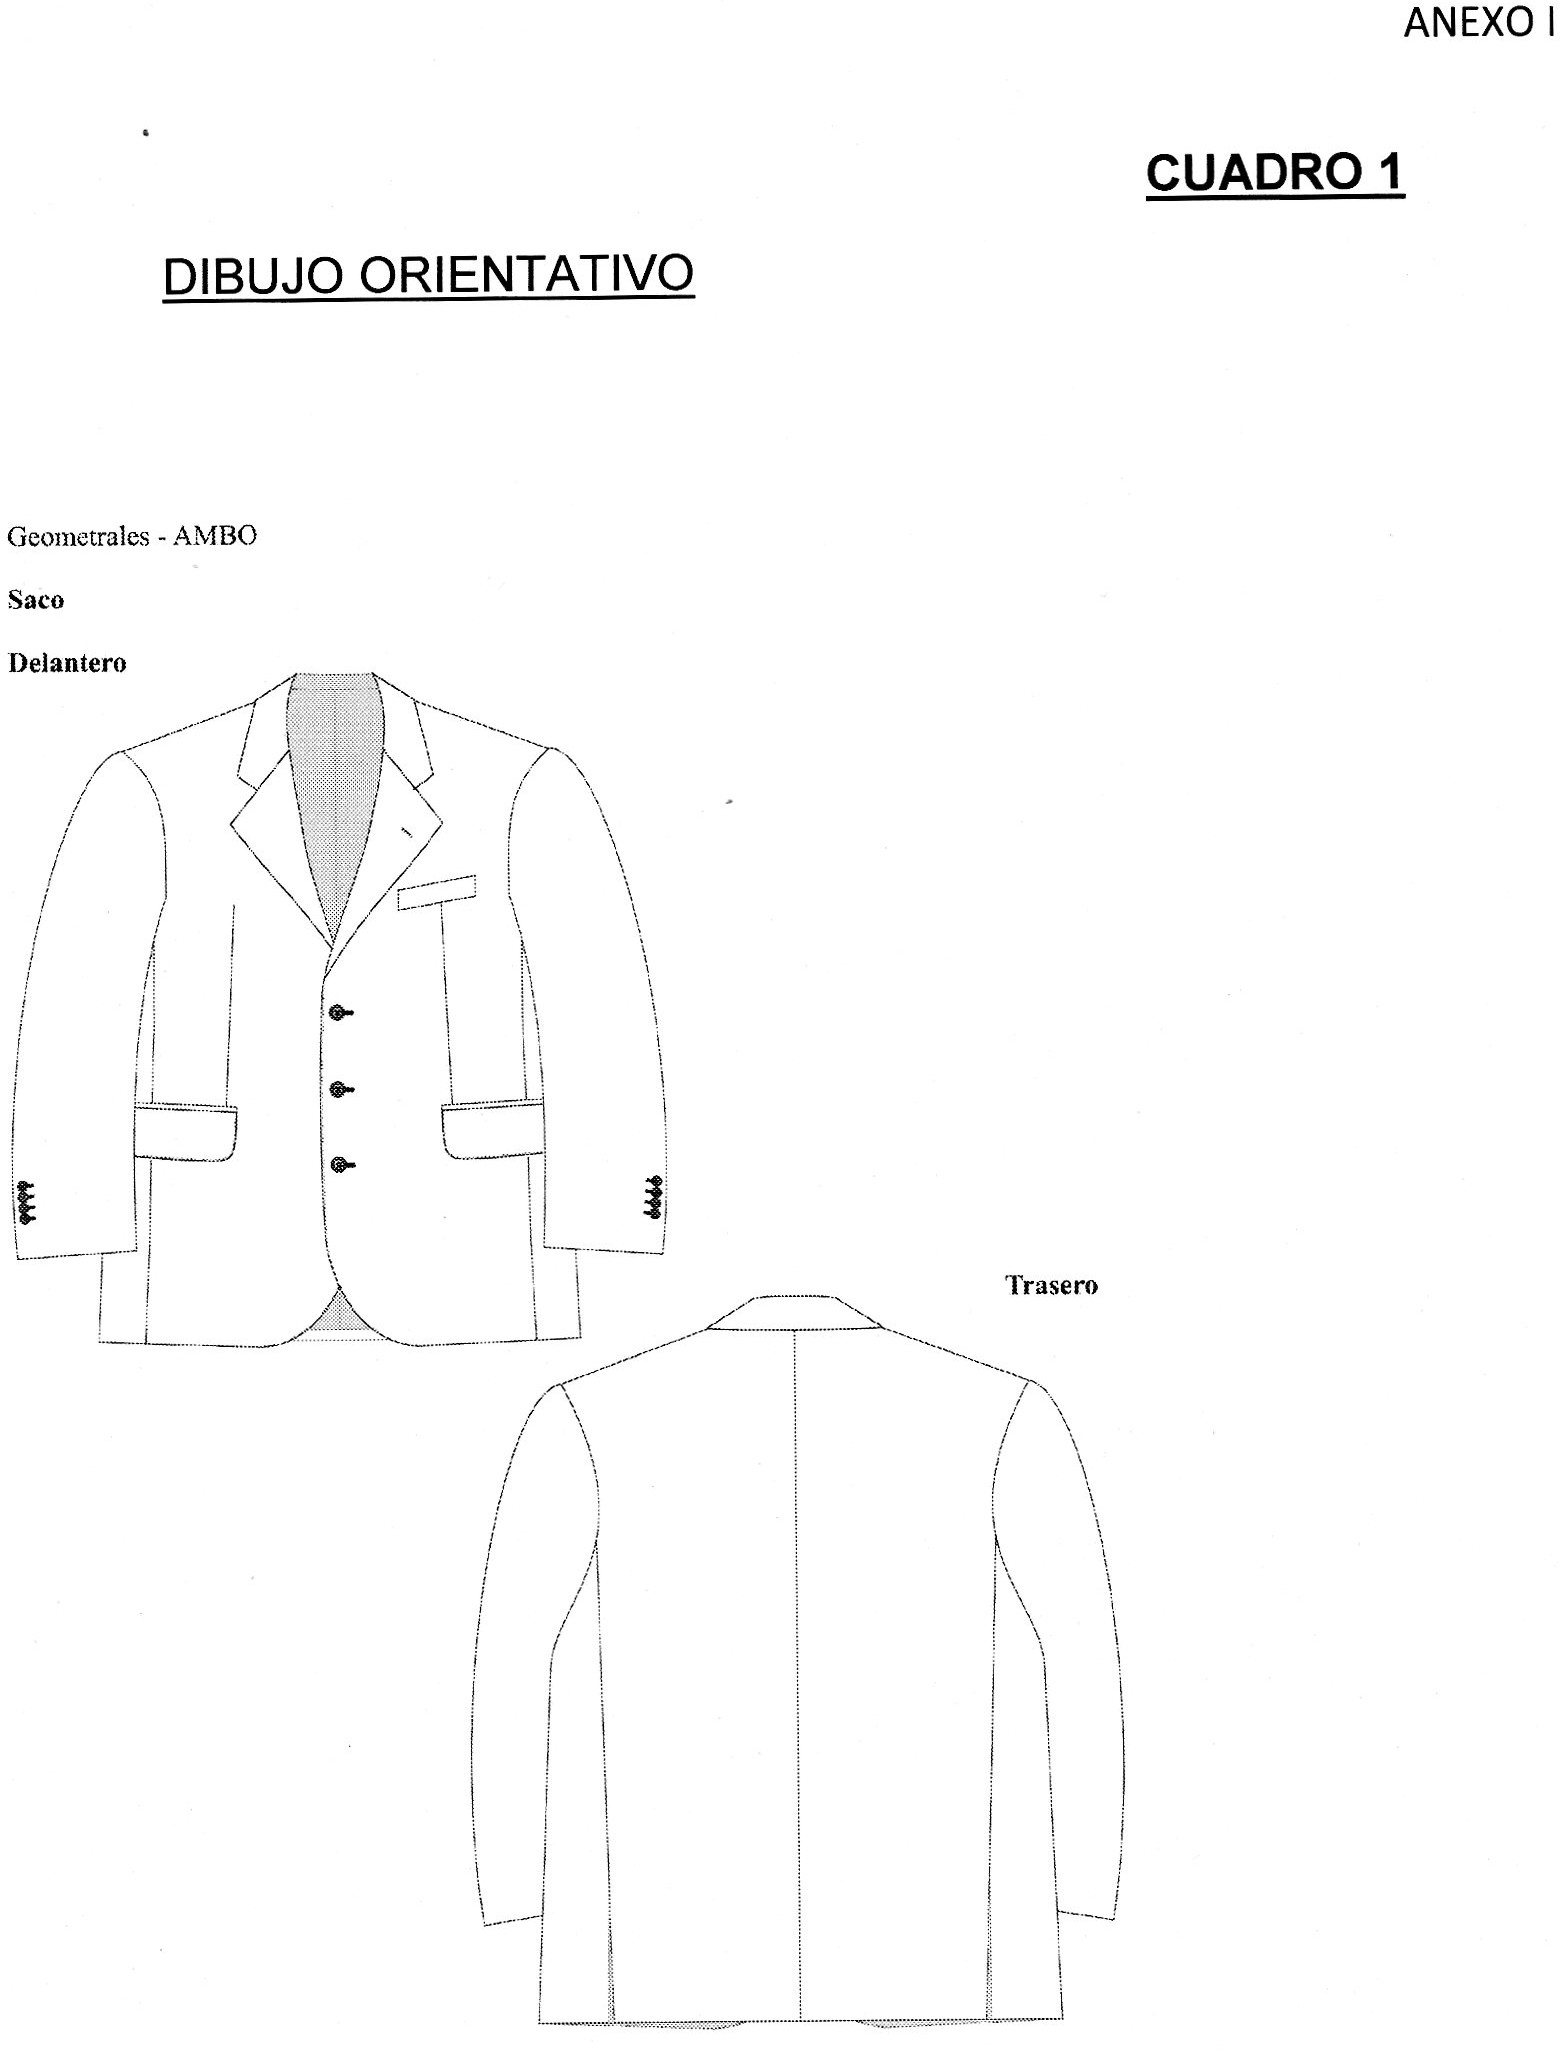 ANEXO I
CUADRO 1
DIBUJO ORIENTATIVO
Geometrales - AMBO
Saco
Delantero
Trasero